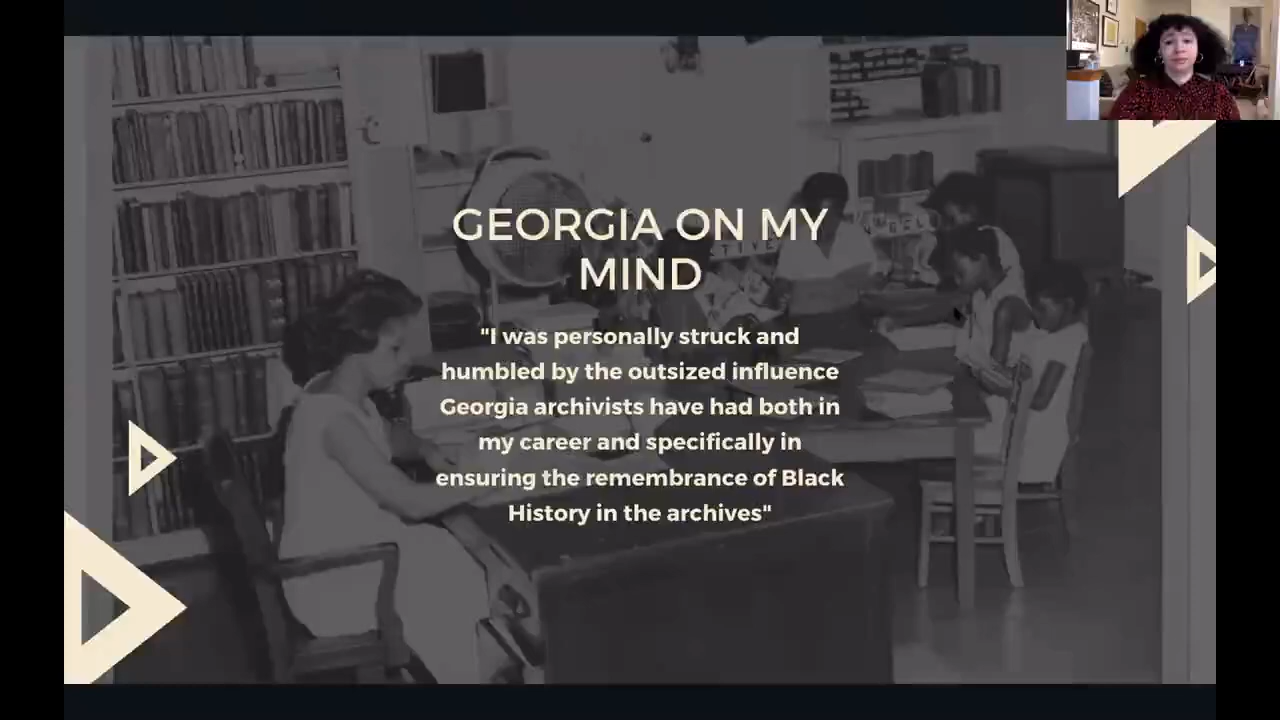 GEORGIA ON MY
MIND
"I was personally struck and
humbled by the outsized influence
Georgia archivists have had both in
my career and specifically in
ensuring the remembrance of Black
History in the archives"